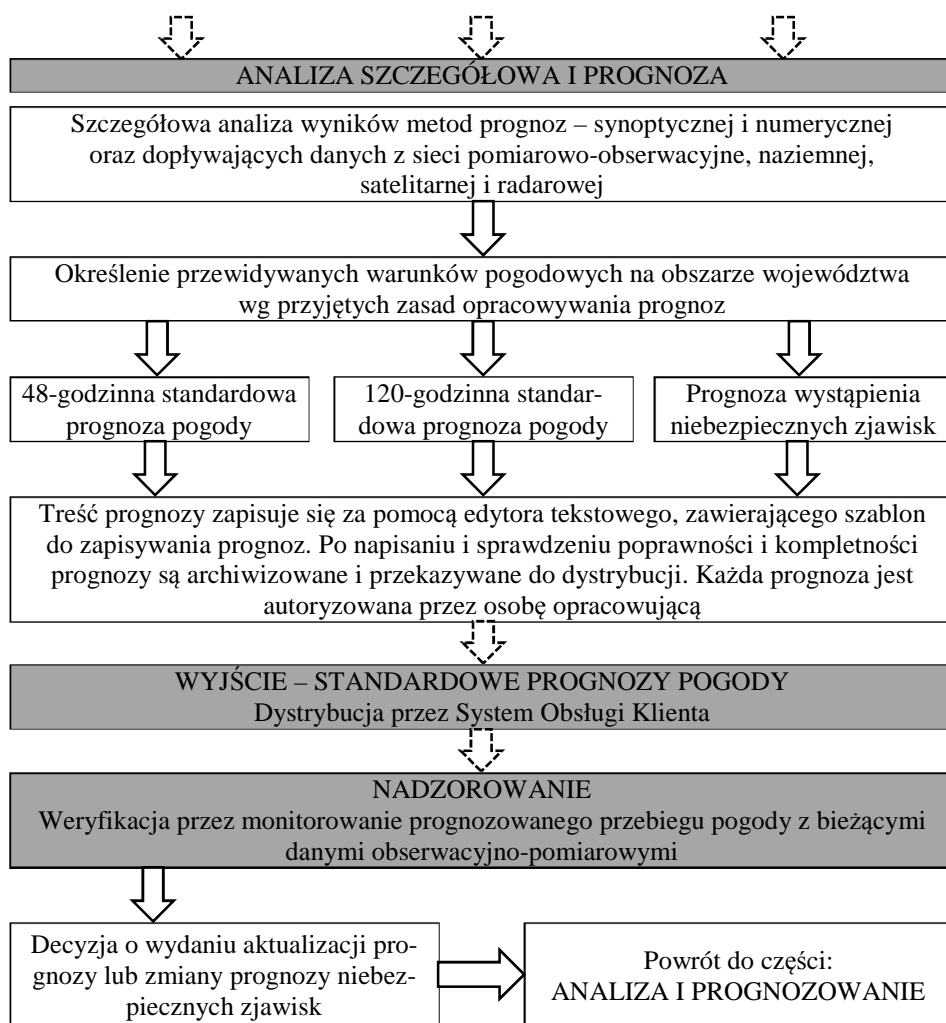 ANALIZA SZCZEGÓŁOWA I PROGNOZA
Szczegółowa analiza wyników metod prognoz – synoptycznej i numerycznej
oraz dopływających danych z sieci pomiarowo-obserwacyjne, naziemnej,
satelitarnej i radarowej
Określenie przewidywanych warunków pogodowych na obszarze województwa
wg przyjętych zasad opracowywania prognoz
48-godzinna standardowa
prognoza pogody
120-godzinna standar-
dowa prognoza pogody
Prognoza wystąpienia
niebezpiecznych zjawisk
Treść prognozy zapisuje się za pomocą edytora tekstowego, zawierającego szablon
do zapisywania prognoz. Po napisaniu i sprawdzeniu poprawności i kompletności
prognozy są archiwizowane i przekazywane do dystrybucji. Każda prognoza jest
autoryzowana przez osobę opracowującą
WYJŚCIE – STANDARDOWE PROGNOZY POGODY
Dystrybucja przez System Obsługi Klienta
NADZOROWANIE
Weryfikacja przez monitorowanie prognozowanego przebiegu pogody z bieżącymi
danymi obserwacyjno-pomiarowymi
Decyzja o wydaniu aktualizacji pro-
gnozy lub zmiany prognozy niebez-
piecznych zjawisk
Powrót do części:
ANALIZA I PROGNOZOWANIE